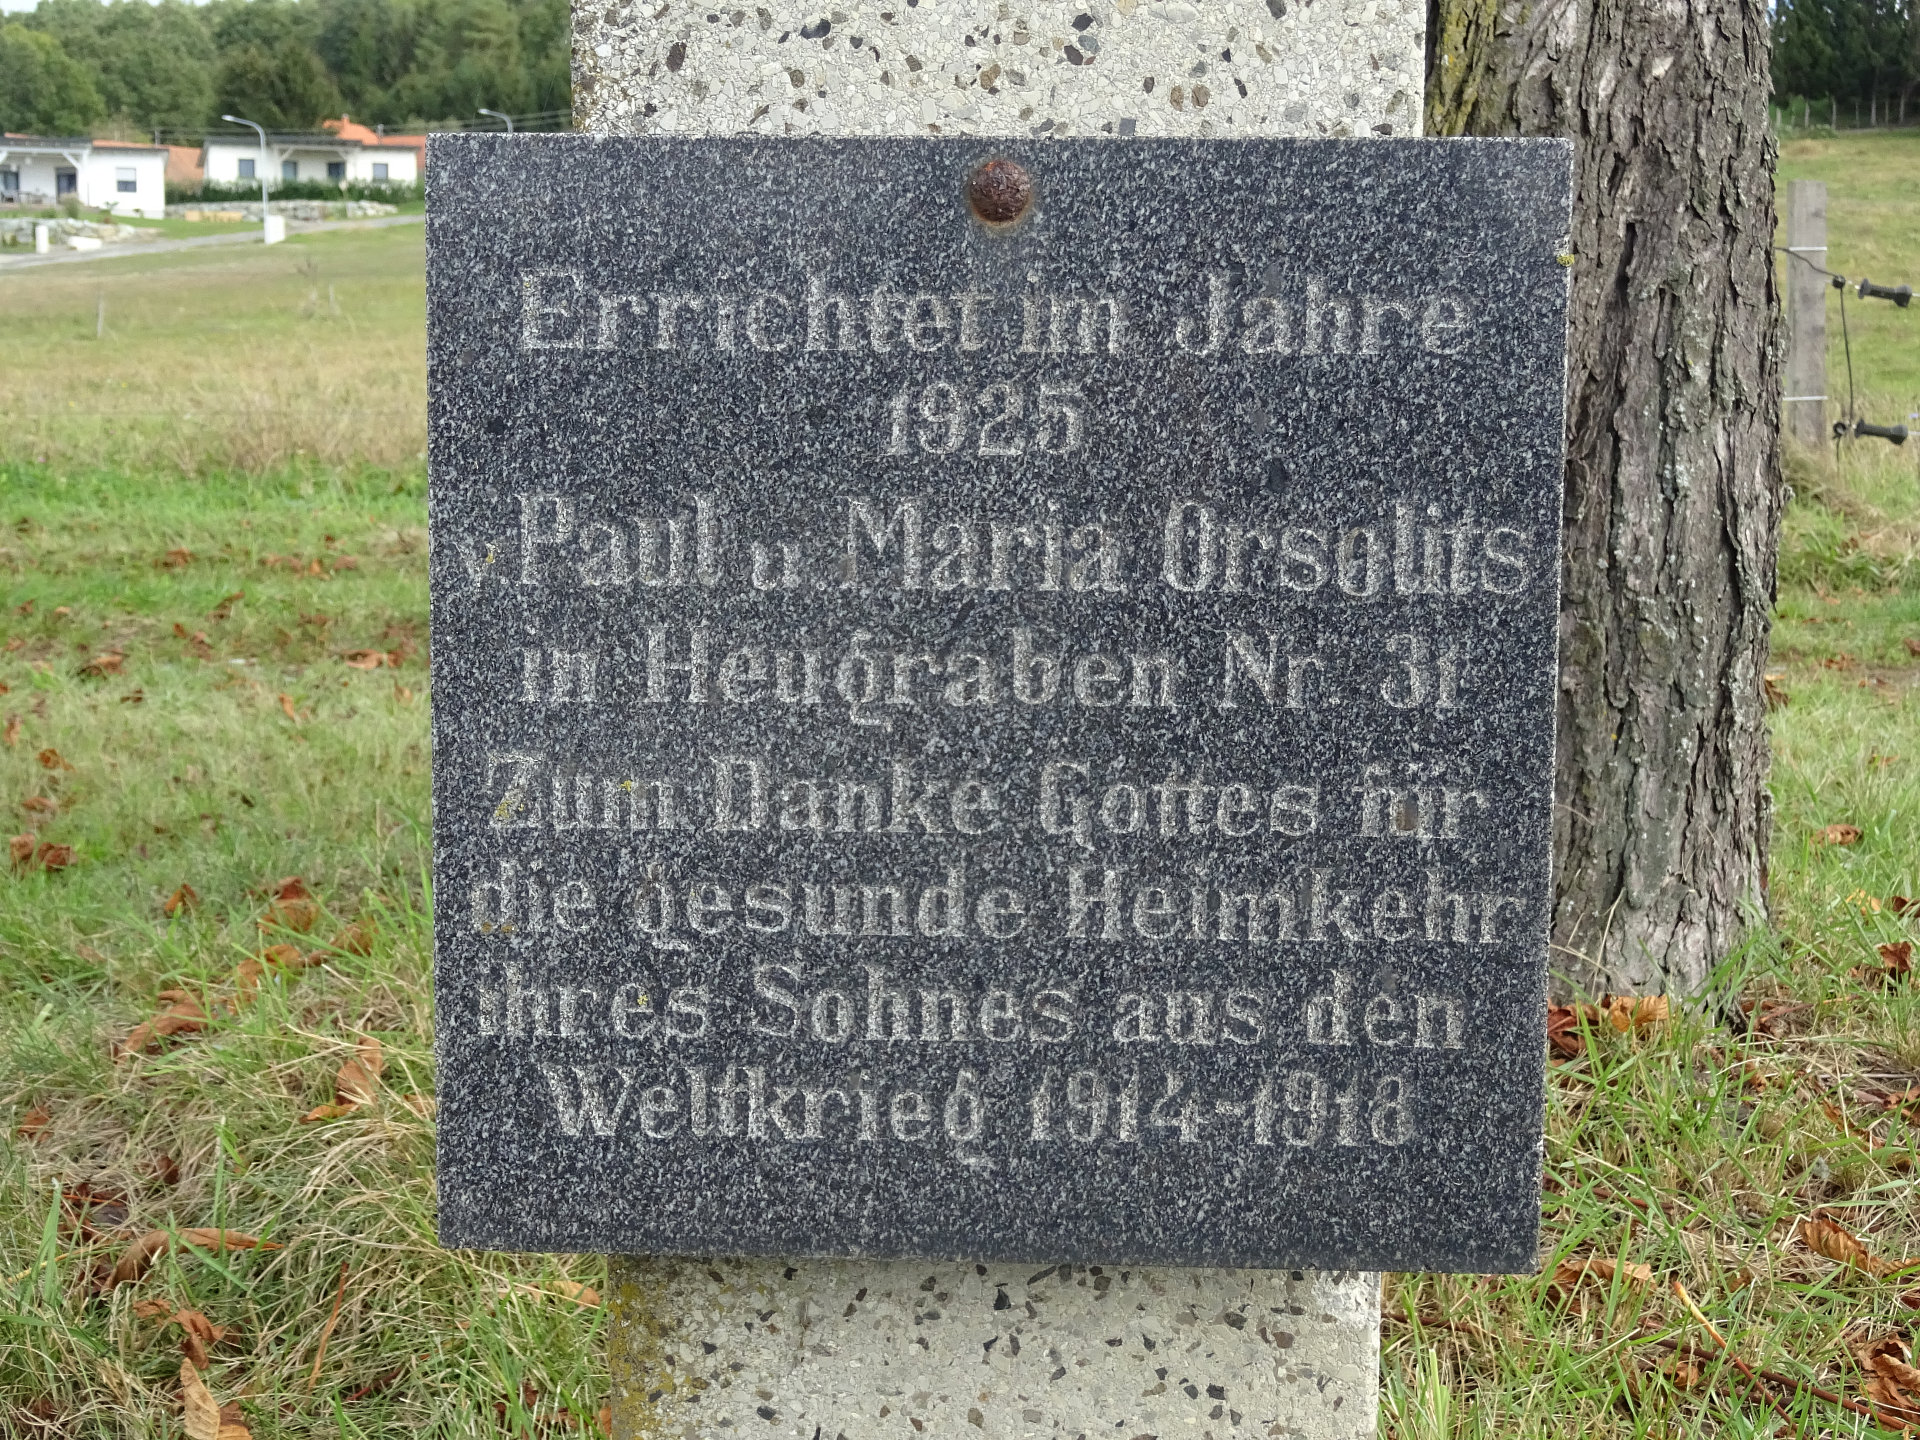 Errichtet im Jahre
1925
v. Paul u. Maria Orsolits
in Heugraben Nr. 31
Zum Danke Gottes für
die gesunde Heimkehr
ihres Sohnes aus den
Weltkrieg 1914-1918